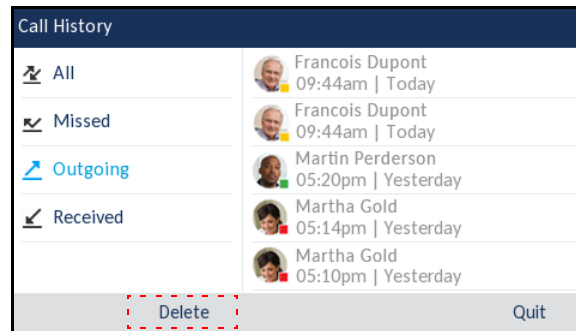 Call History
All
Missed
Outgoing
Received
Francois Dupont
09:44am | Today
Francois Dupont
09:44am | Today
Martin Perderson
05:20pm | Yesterday
Martha Gold
05:14pm | Yesterday
Martha Gold
05:10pm | Yesterday
Delete
Quit